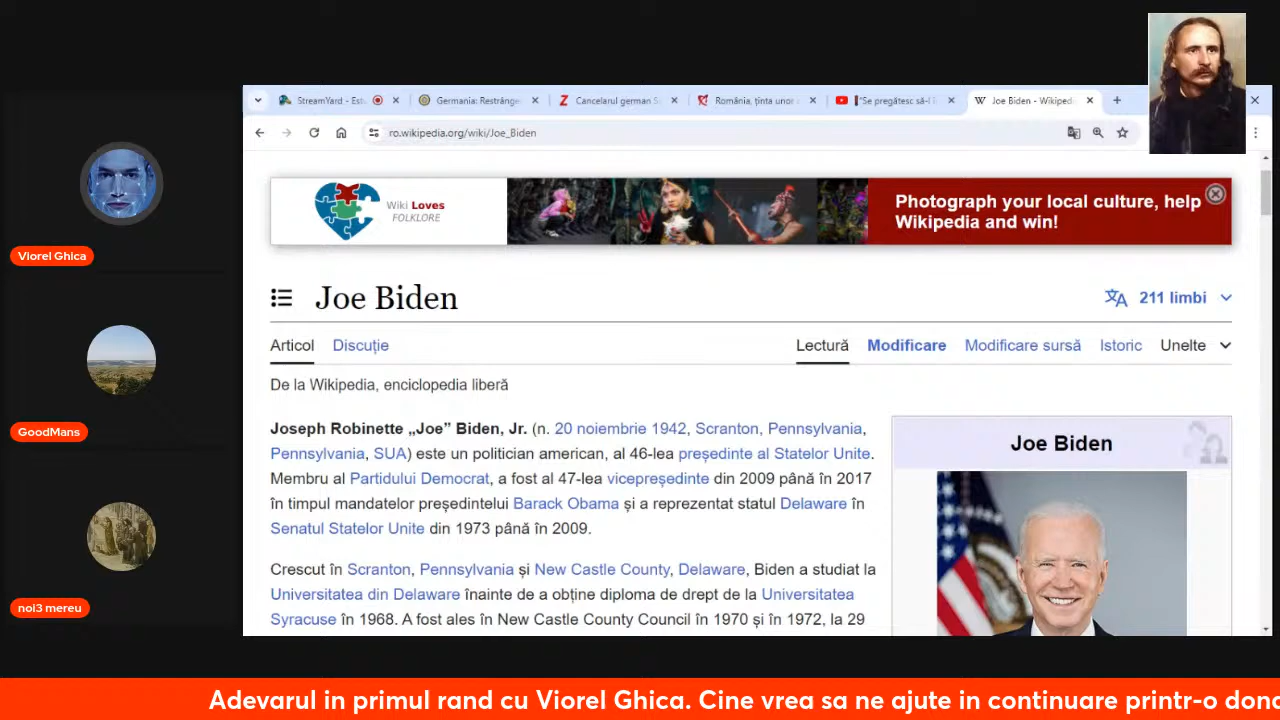 StreamYard - Est
Germania: Restrânge
Cancelarul german S
România, ținta unor
"Se pregătesc să-l
Joe Biden - Wikiped
ro.wikipedia.org/wiki/Joe_Biden
Wiki Loves
FOLKLORE
Photograph your local culture, help
Wikipedia and win!
Viorel Ghica
Joe Biden
211 limbi
Articol Discuție Lectură Modificare Modificare sursă Istoric Unelte
De la Wikipedia, enciclopedia liberă
Joseph Robinette „Joe” Biden, Jr. (n. 20 noiembrie 1942, Scranton, Pennsylvania,
Pennsylvania, SUA) este un politician american, al 46-lea președinte al Statelor Unite.
Membru al Partidului Democrat, a fost al 47-lea vicepreședinte din 2009 până în 2017
în timpul mandatelor președintelui Barack Obama și a reprezentat statul Delaware în
Senatul Statelor Unite din 1973 până în 2009.
Joe Biden
GoodMans
Crescut în Scranton, Pennsylvania și New Castle County, Delaware, Biden a studiat la
Universitatea din Delaware înainte de a obține diploma de drept de la Universitatea
Syracuse în 1968. A fost ales în New Castle County Council în 1970 și în 1972, la 29
noi3 mereu
Adevarul in primul rand cu Viorel Ghica. Cine vrea sa ne ajute in continuare printr-o dona